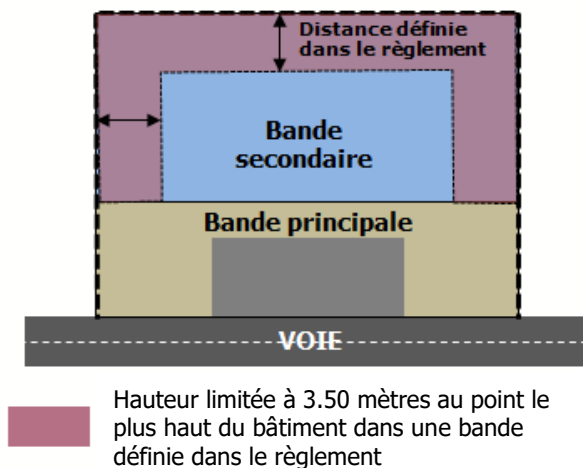 Distance définie
dans le règlement
Bande
secondaire
Bande principale
VOIE
Hauteur limitée à 3.50 mètres au point le
plus haut du bâtiment dans une bande
définie dans le règlement